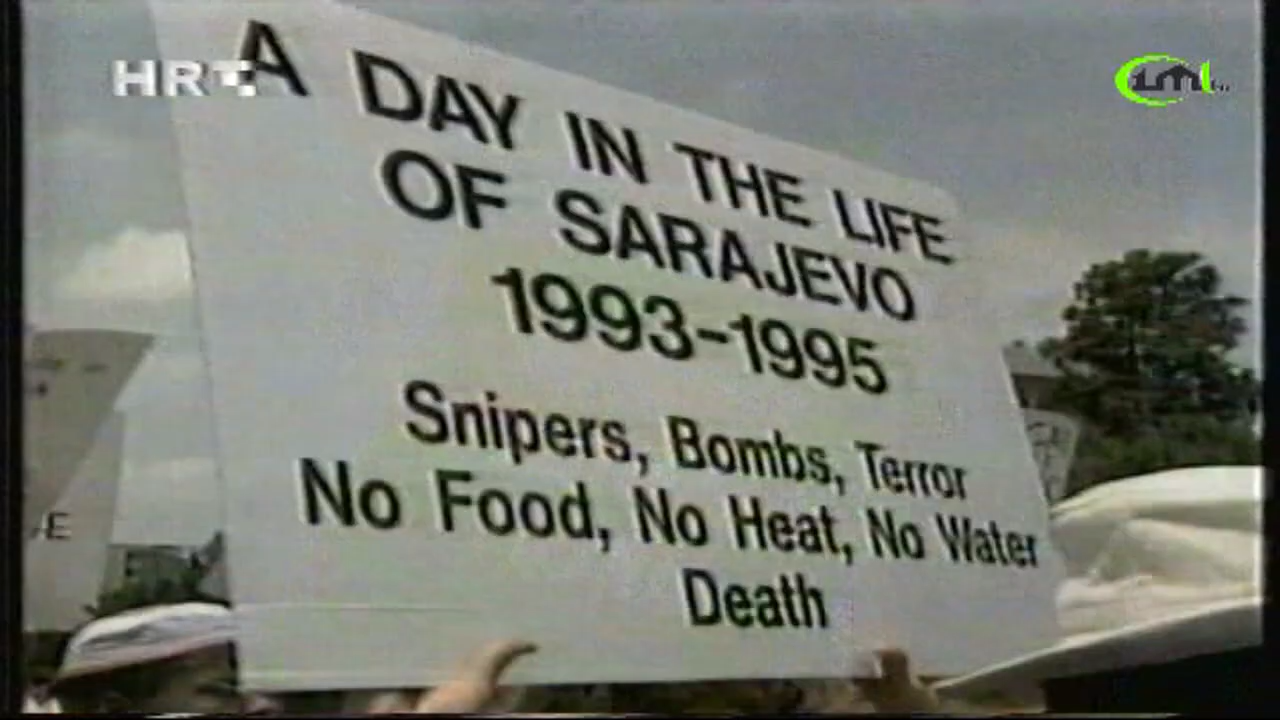 HRT
A DAY IN THE LIFE
OF SARAJEVO
1993-1995
Snipers, Bombs, Terror
No Food, No Heat, No Water
Death